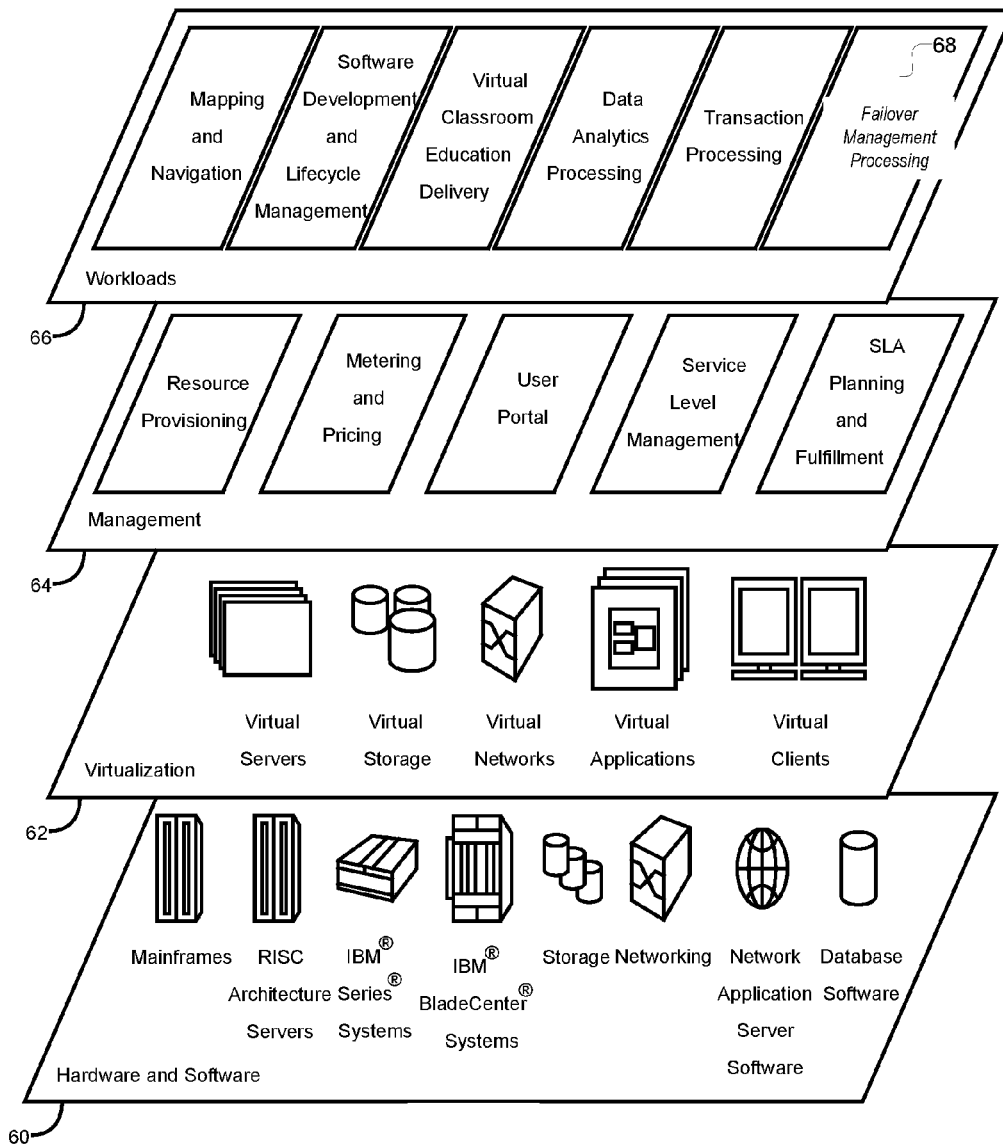 68
Mapping
and
Navigation
Software
Development
and
Lifecycle
Management
Virtual
Classroom
Education
Delivery
Data
Analytics
Processing
Transaction
Processing
Failover
Management
Processing
Workloads
66
Resource
Provisioning
Metering
and
Pricing
User
Portal
Service
Level
Management
SLA
Planning
and
Fulfillment
Management
64
Virtual
Servers
Virtual
Storage
Virtual
Networks
Virtual
Applications
Virtual
Clients
Virtualization
62
Mainframes
RISC
Architecture
Servers
IBM®
Series®
Systems
IBM®
BladeCenter®
Systems
Storage
Networking
Network
Application
Server
Software
Database
Software
Hardware and Software
60